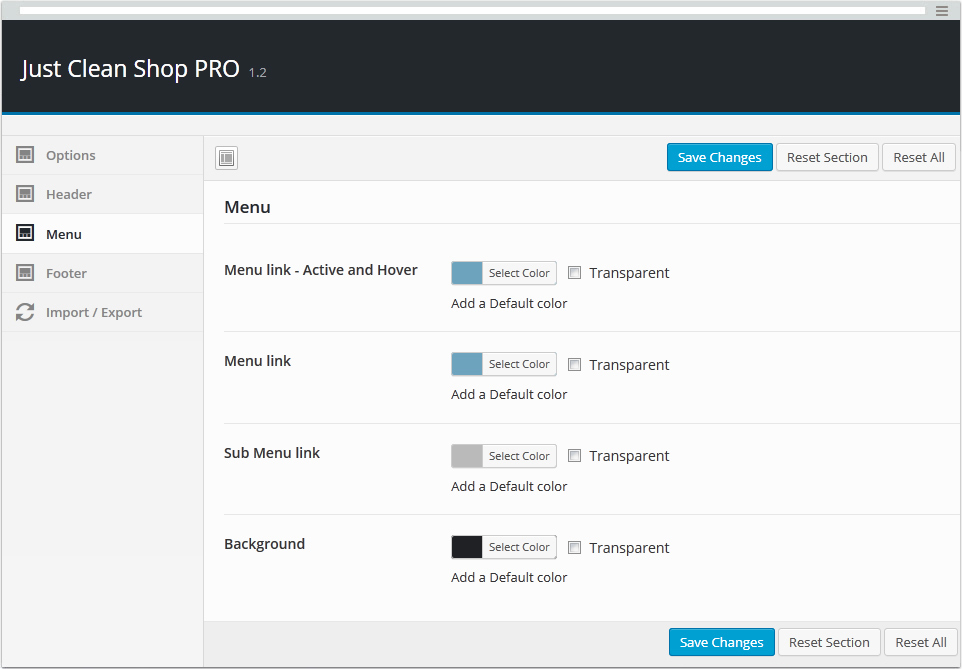 Just Clean Shop PRO 1.2
Options
Header
Menu
Footer
Import / Export
Save Changes Reset Section Reset All
Menu
Menu link - Active and Hover Select Color Transparent
Add a Default color
Menu link Select Color Transparent
Add a Default color
Sub Menu link Select Color Transparent
Add a Default color
Background Select Color Transparent
Add a Default color
Save Changes Reset Section Reset All